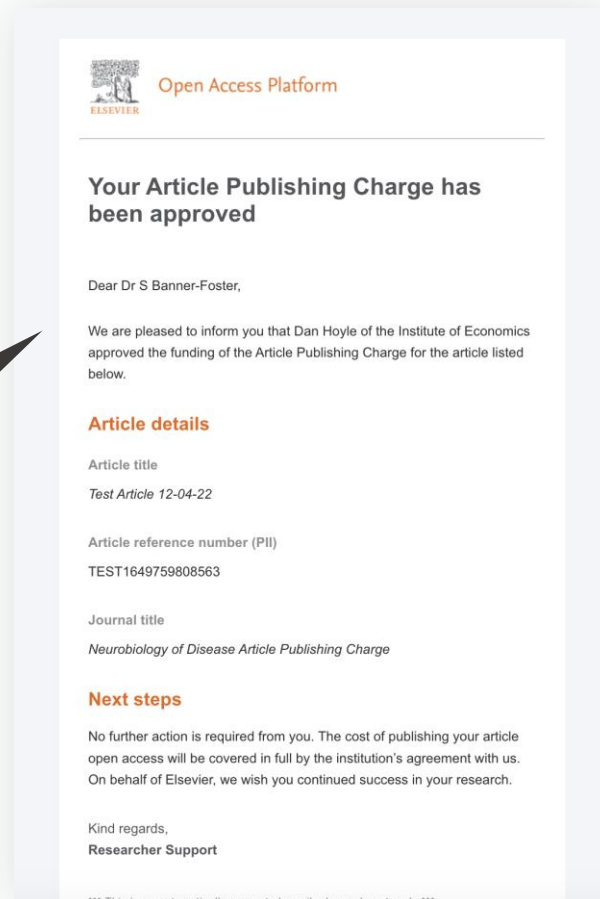 ELSEVIER
Open Access Platform
Your Article Publishing Charge has
been approved
Dear Dr S Banner-Foster,
We are pleased to inform you that Dan Hoyle of the Institute of Economics
approved the funding of the Article Publishing Charge for the article listed
below.
Article details
Article title
Test Article 12-04-22
Article reference number (PII)
TEST1649759808563
Journal title
Neurobiology of Disease Article Publishing Charge
Next steps
No further action is required from you. The cost of publishing your article
open access will be covered in full by the institution's agreement with us.
On behalf of Elsevier, we wish you continued success in your research.
Kind regards,
Researcher Support